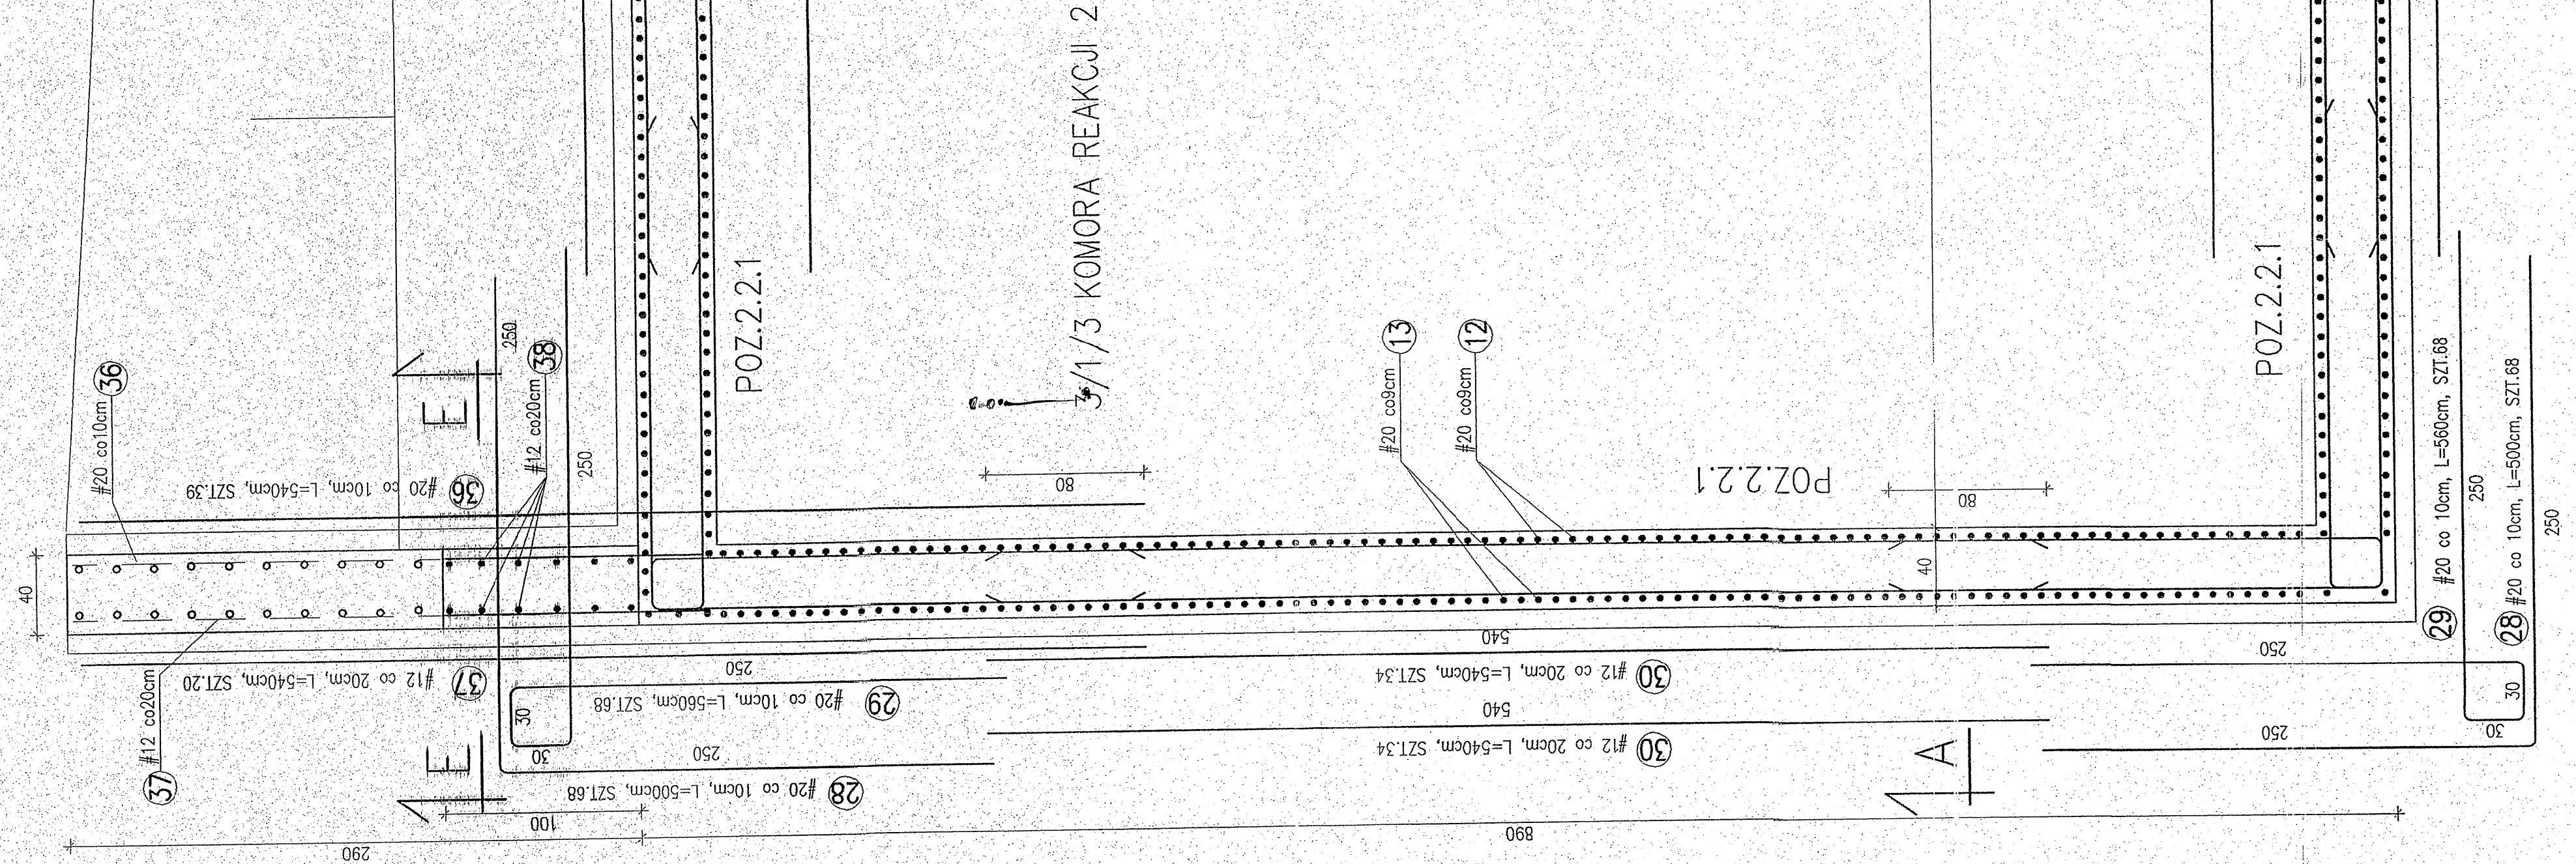 36
#20 co10cm
36 #20 co 10cm, L=540cm, SZT.39
40
37
#12 co20cm
37 #12 co 20cm, L=540cm, SZT.20
E
250
38
#12 co20cm
250
POZ.2.2.1
3/1/3 KOMORA REAKCJI 2
80
13
#20 co9cm
12
#20 co9cm
POZ.2.2.1
80
40
POZ.2.2.1
29 #20 co 10cm, L=560cm, SZT.68
250
28 #20 co 10cm, L=500cm, SZT.68
250
250
29 #20 co 10cm, L=560cm, SZT.68
30
30
250
28 #20 co 10cm, L=500cm, SZT.68
540
30 #12 co 20cm, L=540cm, SZT.34
540
30 #12 co 20cm, L=540cm, SZT.34
250
30
30
250
E
A
100
290
890